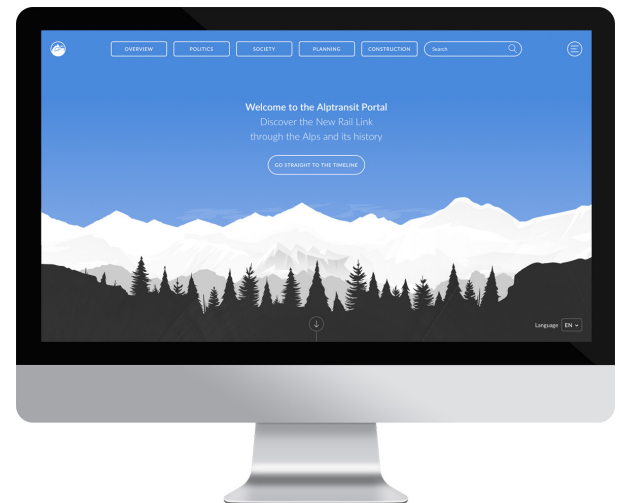 OVERVIEW
POLITICS
SOCIETY
PLANNING
CONSTRUCTION
Search
Welcome to the Alptransit Portal
Discover the New Rail Link
through the Alps and its history
GO STRAIGHT TO THE TIMELINE
Language EN